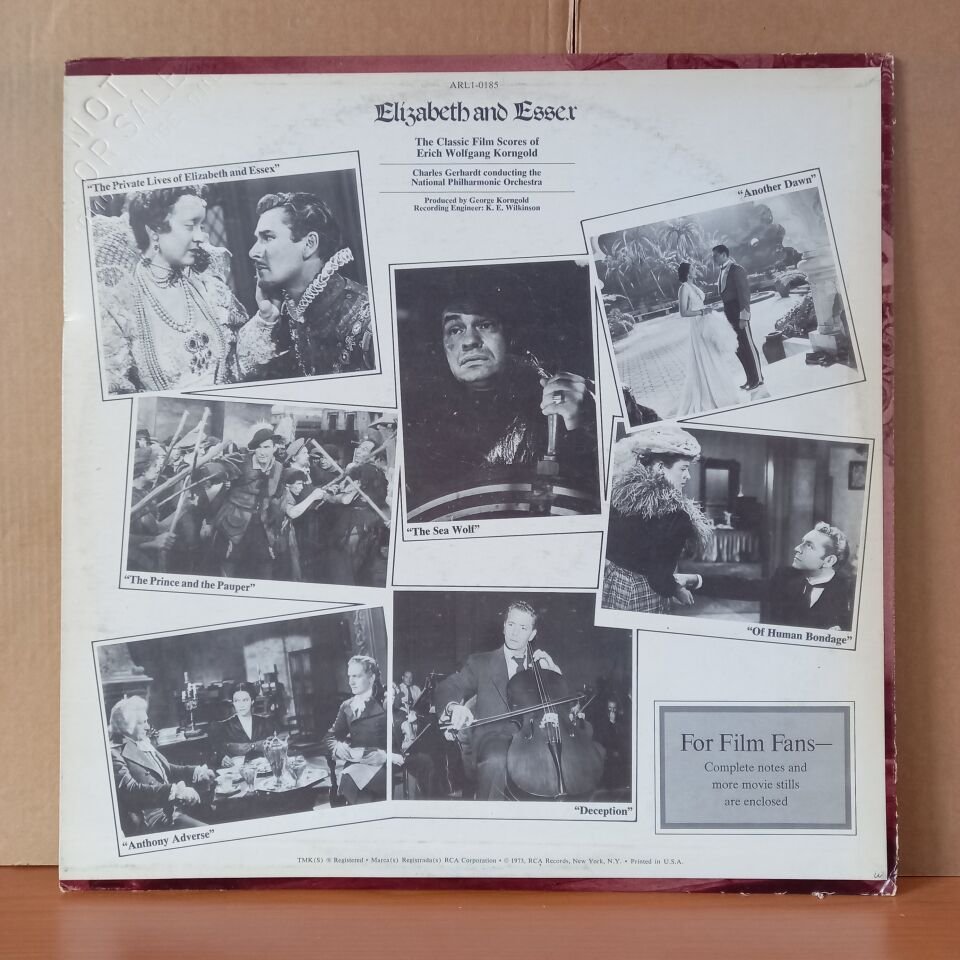 NOT
FOR SALE
ARL1-0185
Elizabeth and Essex
The Classic Film Scores of
Erich Wolfgang Korngold
Charles Gerhardt conducting the
National Philharmonic Orchestra
Produced by George Korngold
Recording Engineer: K. E. Wilkinson
"The Private Lives of Elizabeth and Essex"
"Another Dawn"
"The Sea Wolf"
"The Prince and the Pauper"
"Of Human Bondage"
"Anthony Adverse"
"Deception"
For Film Fans—
Complete notes and
more movie stills
are enclosed
TMK(S) ® Registered • Marca(s) Registrada(s) RCA Corporation • © 1973, RCA Records, New York, N.Y. • Printed in U.S.A.